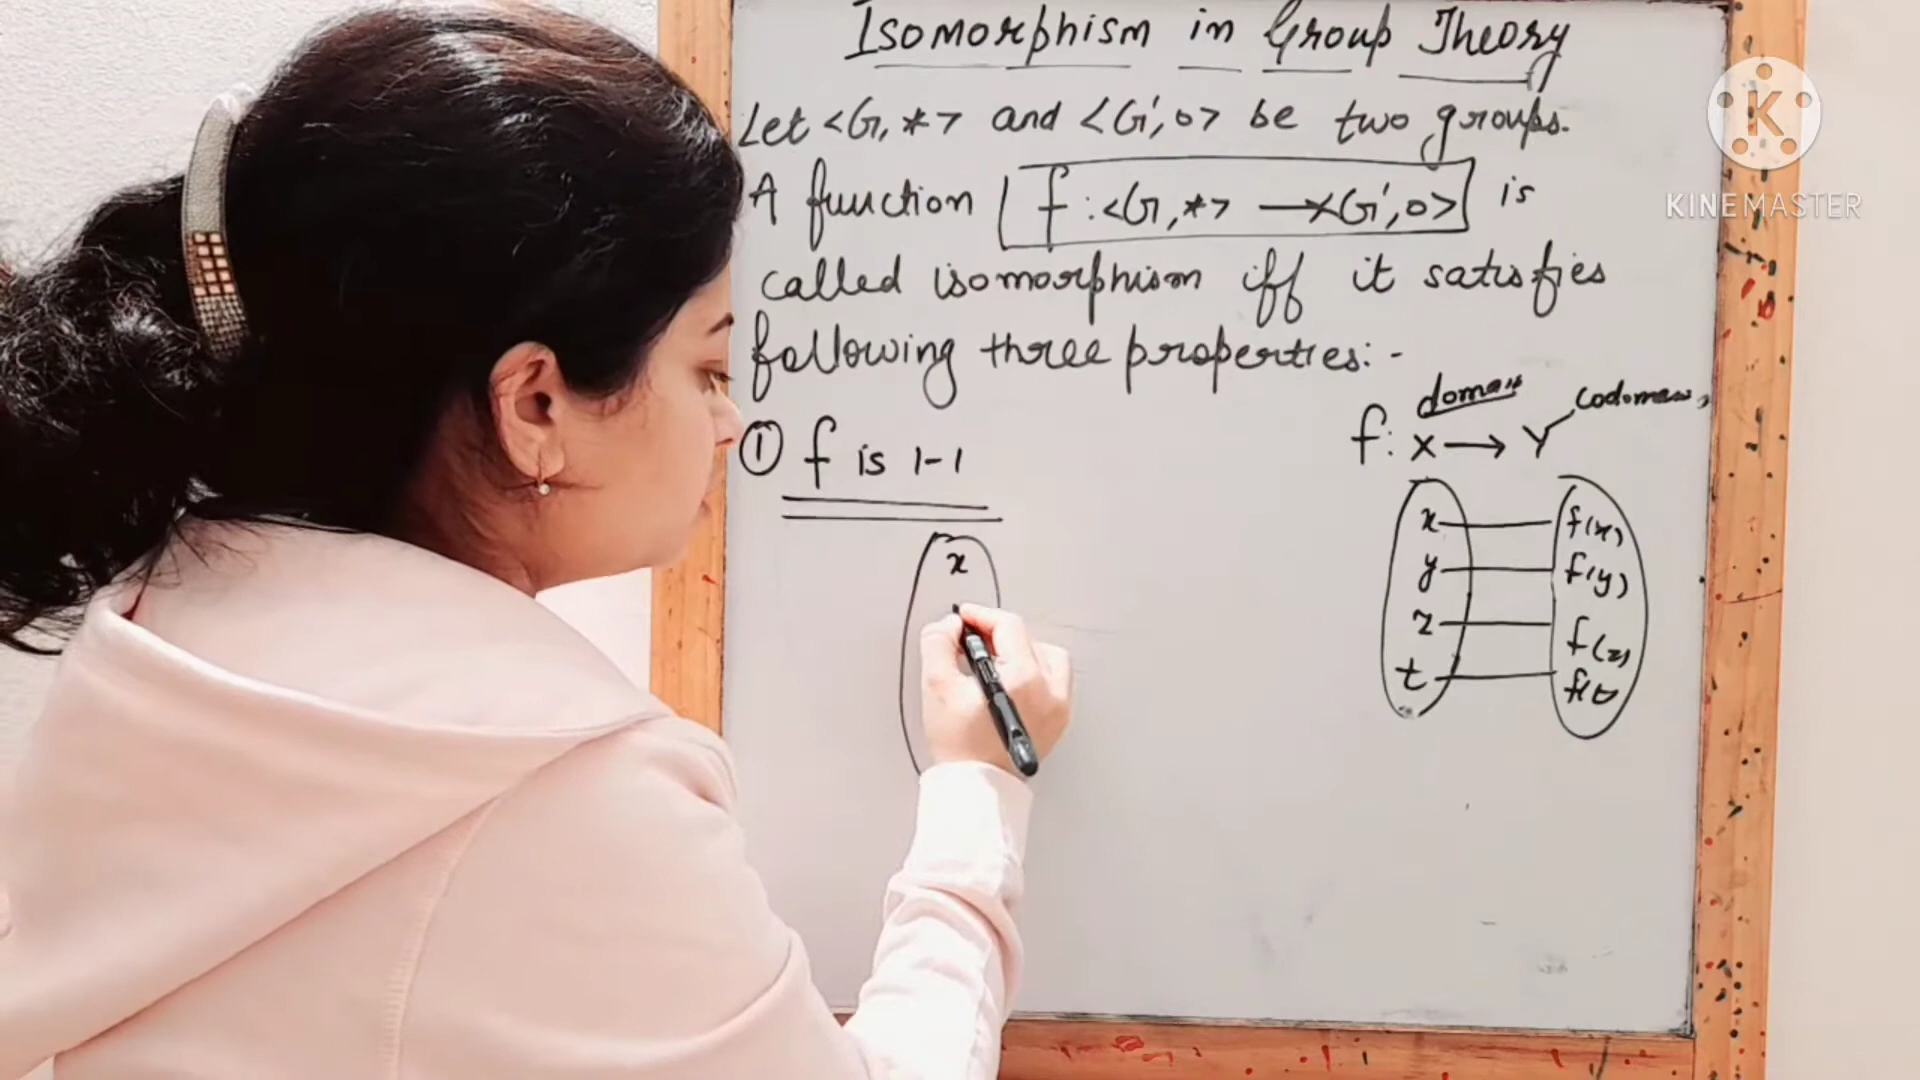 Isomorphism in Group Theory
Let <G, *> and <G', o> be two groups.
A function f : <G, *> → <G', o> is
called isomorphism iff it satisfies
following three properties: -
① f is 1-1
x
domain
codomain
f: X → Y
x f(x)
y f(y)
z f(z)
t f(t
K
KINEMASTER